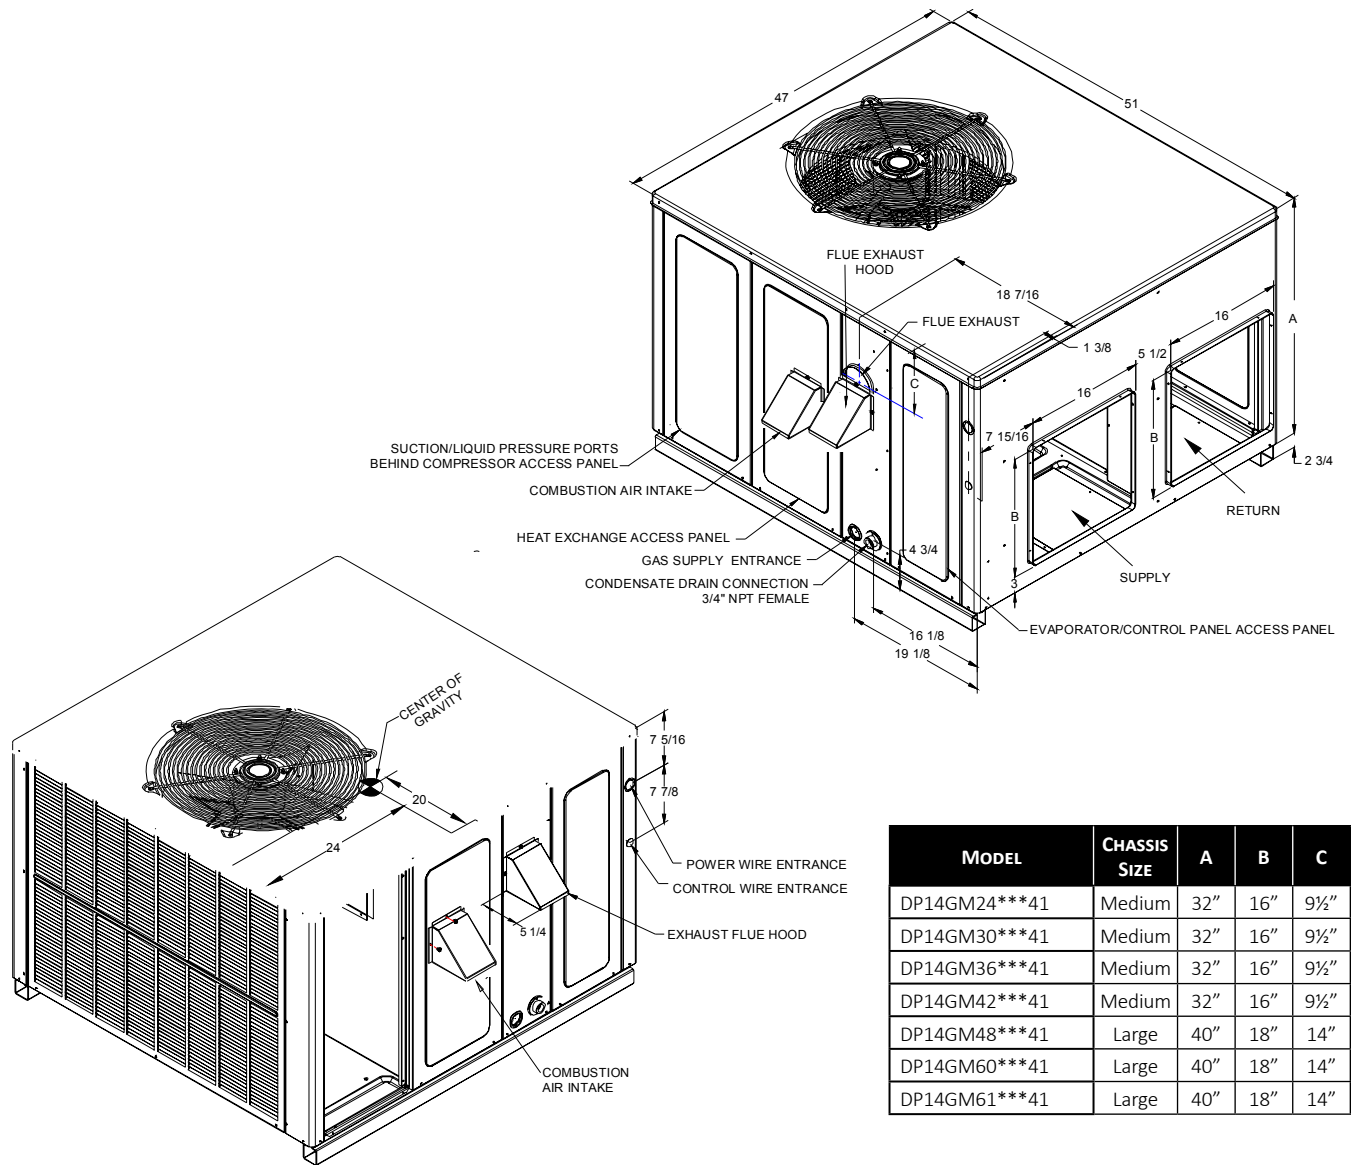 47
51
FLUE EXHAUST
HOOD
18 7/16
FLUE EXHAUST
1 3/8
16
5 1/2
A
C
16
B
7 15/16
2 3/4
SUCTION/LIQUID PRESSURE PORTS
BEHIND COMPRESSOR ACCESS PANEL
COMBUSTION AIR INTAKE
B
RETURN
HEAT EXCHANGE ACCESS PANEL
GAS SUPPLY ENTRANCE
4 3/4
CONDENSATE DRAIN CONNECTION
3/4" NPT FEMALE
3
SUPPLY
EVAPORATOR/CONTROL PANEL ACCESS PANEL
16 1/8
19 1/8
CENTER OF
GRAVITY
7 5/16
7 7/8
20
24
POWER WIRE ENTRANCE
CONTROL WIRE ENTRANCE
5 1/4
EXHAUST FLUE HOOD
COMBUSTION
AIR INTAKE
MODEL CHASSIS SIZE A B C
DP14GM24***41 Medium 32” 16” 9½”
DP14GM30***41 Medium 32” 16” 9½”
DP14GM36***41 Medium 32” 16” 9½”
DP14GM42***41 Medium 32” 16” 9½”
DP14GM48***41 Large 40” 18” 14”
DP14GM60***41 Large 40” 18” 14”
DP14GM61***41 Large 40” 18” 14”